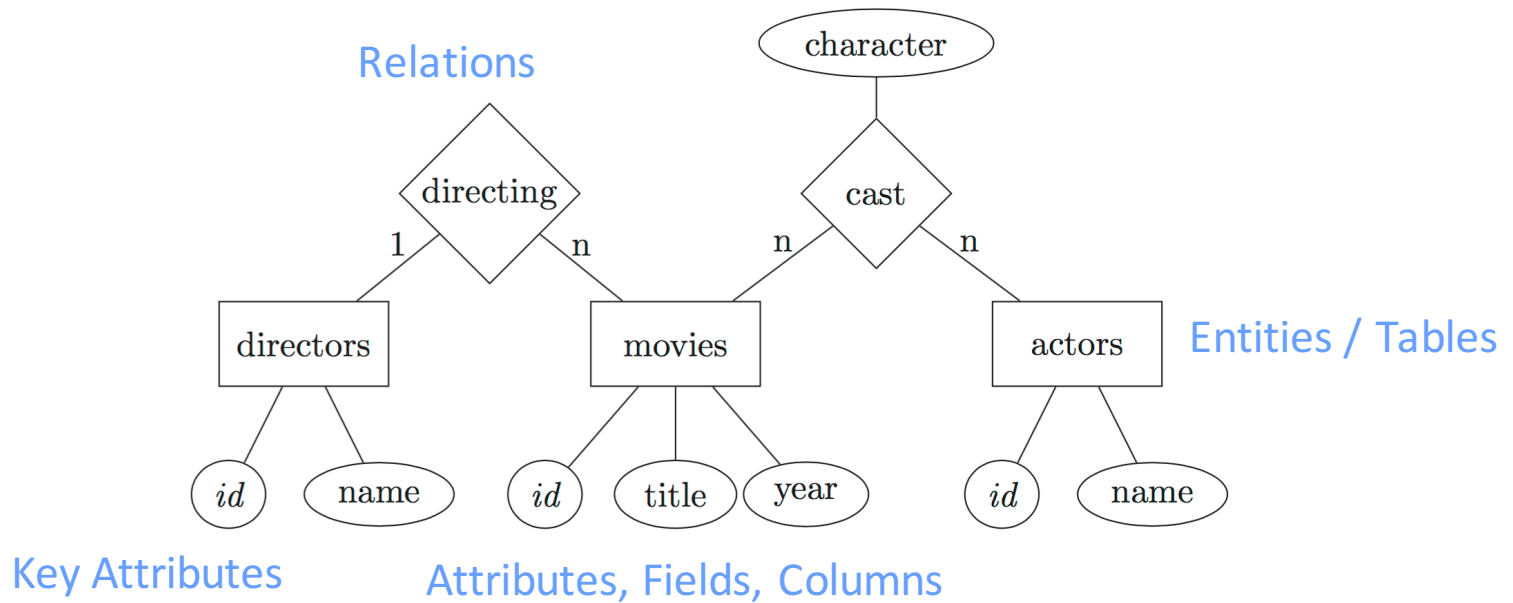 character
Relations
directing
cast
1
n
n
n
directors
movies
actors
Entities / Tables
id
name
id
title
year
id
name
Key Attributes
Attributes, Fields, Columns